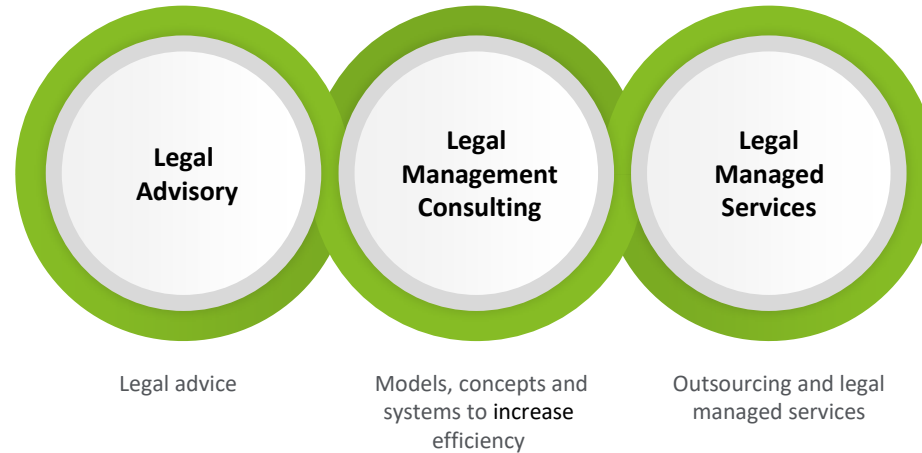 Legal
Advisory
Legal
Management
Consulting
Legal
Managed
Services
Legal advice
Models, concepts and
systems to increase
efficiency
Outsourcing and legal
managed services